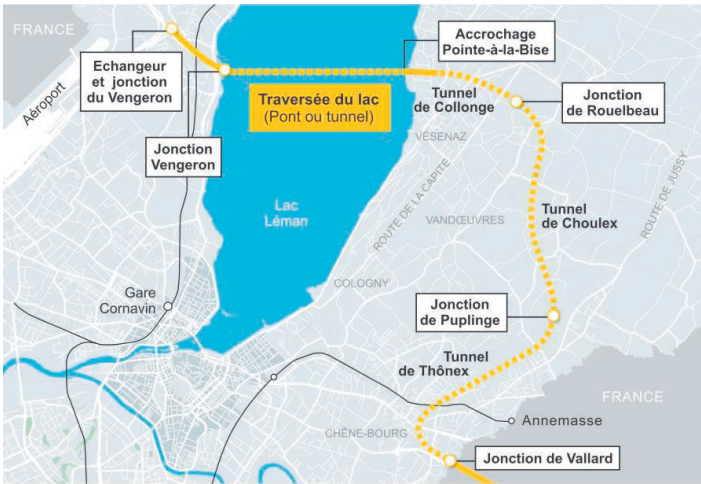 FRANCE
Echangeur
et jonction
du Vengeron
Accrochage
Pointe-à-la-Bise
Aéroport
Traversée du lac
(Pont ou tunnel)
Tunnel
de Collonge
Jonction
de Rouelbeau
Jonction
Vengeron
VÉSENAZ
Lac
Léman
ROUTE DE LA CAPITE
VANDŒUVRES
Tunnel
de Choulex
ROUTE DE JUSSY
Gare
Cornavin
COLOGNY
Jonction
de Puplinge
Tunnel
de Thônex
FRANCE
Annemasse
CHÊNE-BOURG
Jonction de Vallard